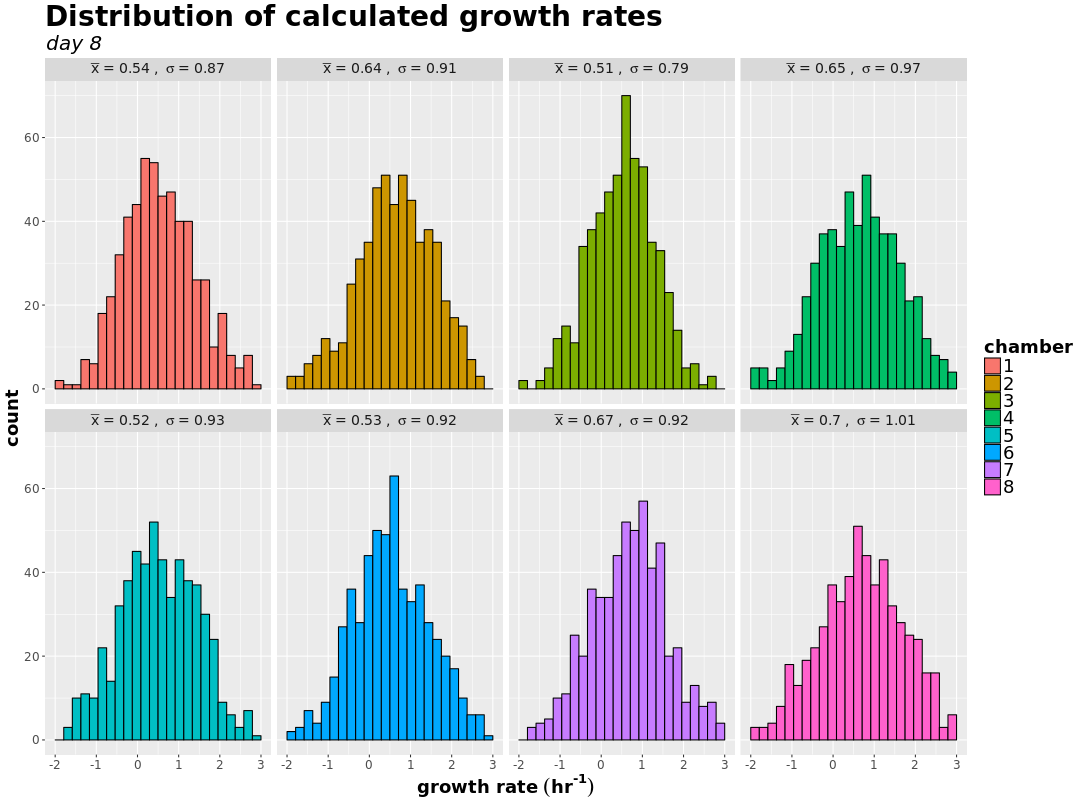 Distribution of calculated growth rates
day 8
x̅ = 0.54 , σ = 0.87
x̅ = 0.64 , σ = 0.91
x̅ = 0.51 , σ = 0.79
x̅ = 0.65 , σ = 0.97
60
40
20
0
count
x̅ = 0.52 , σ = 0.93
x̅ = 0.53 , σ = 0.92
x̅ = 0.67 , σ = 0.92
x̅ = 0.7 , σ = 1.01
60
40
20
0
-2 -1 0 1 2 3
-2 -1 0 1 2 3
-2 -1 0 1 2 3
-2 -1 0 1 2 3
growth rate (hr⁻¹)
chamber
1
2
3
4
5
6
7
8